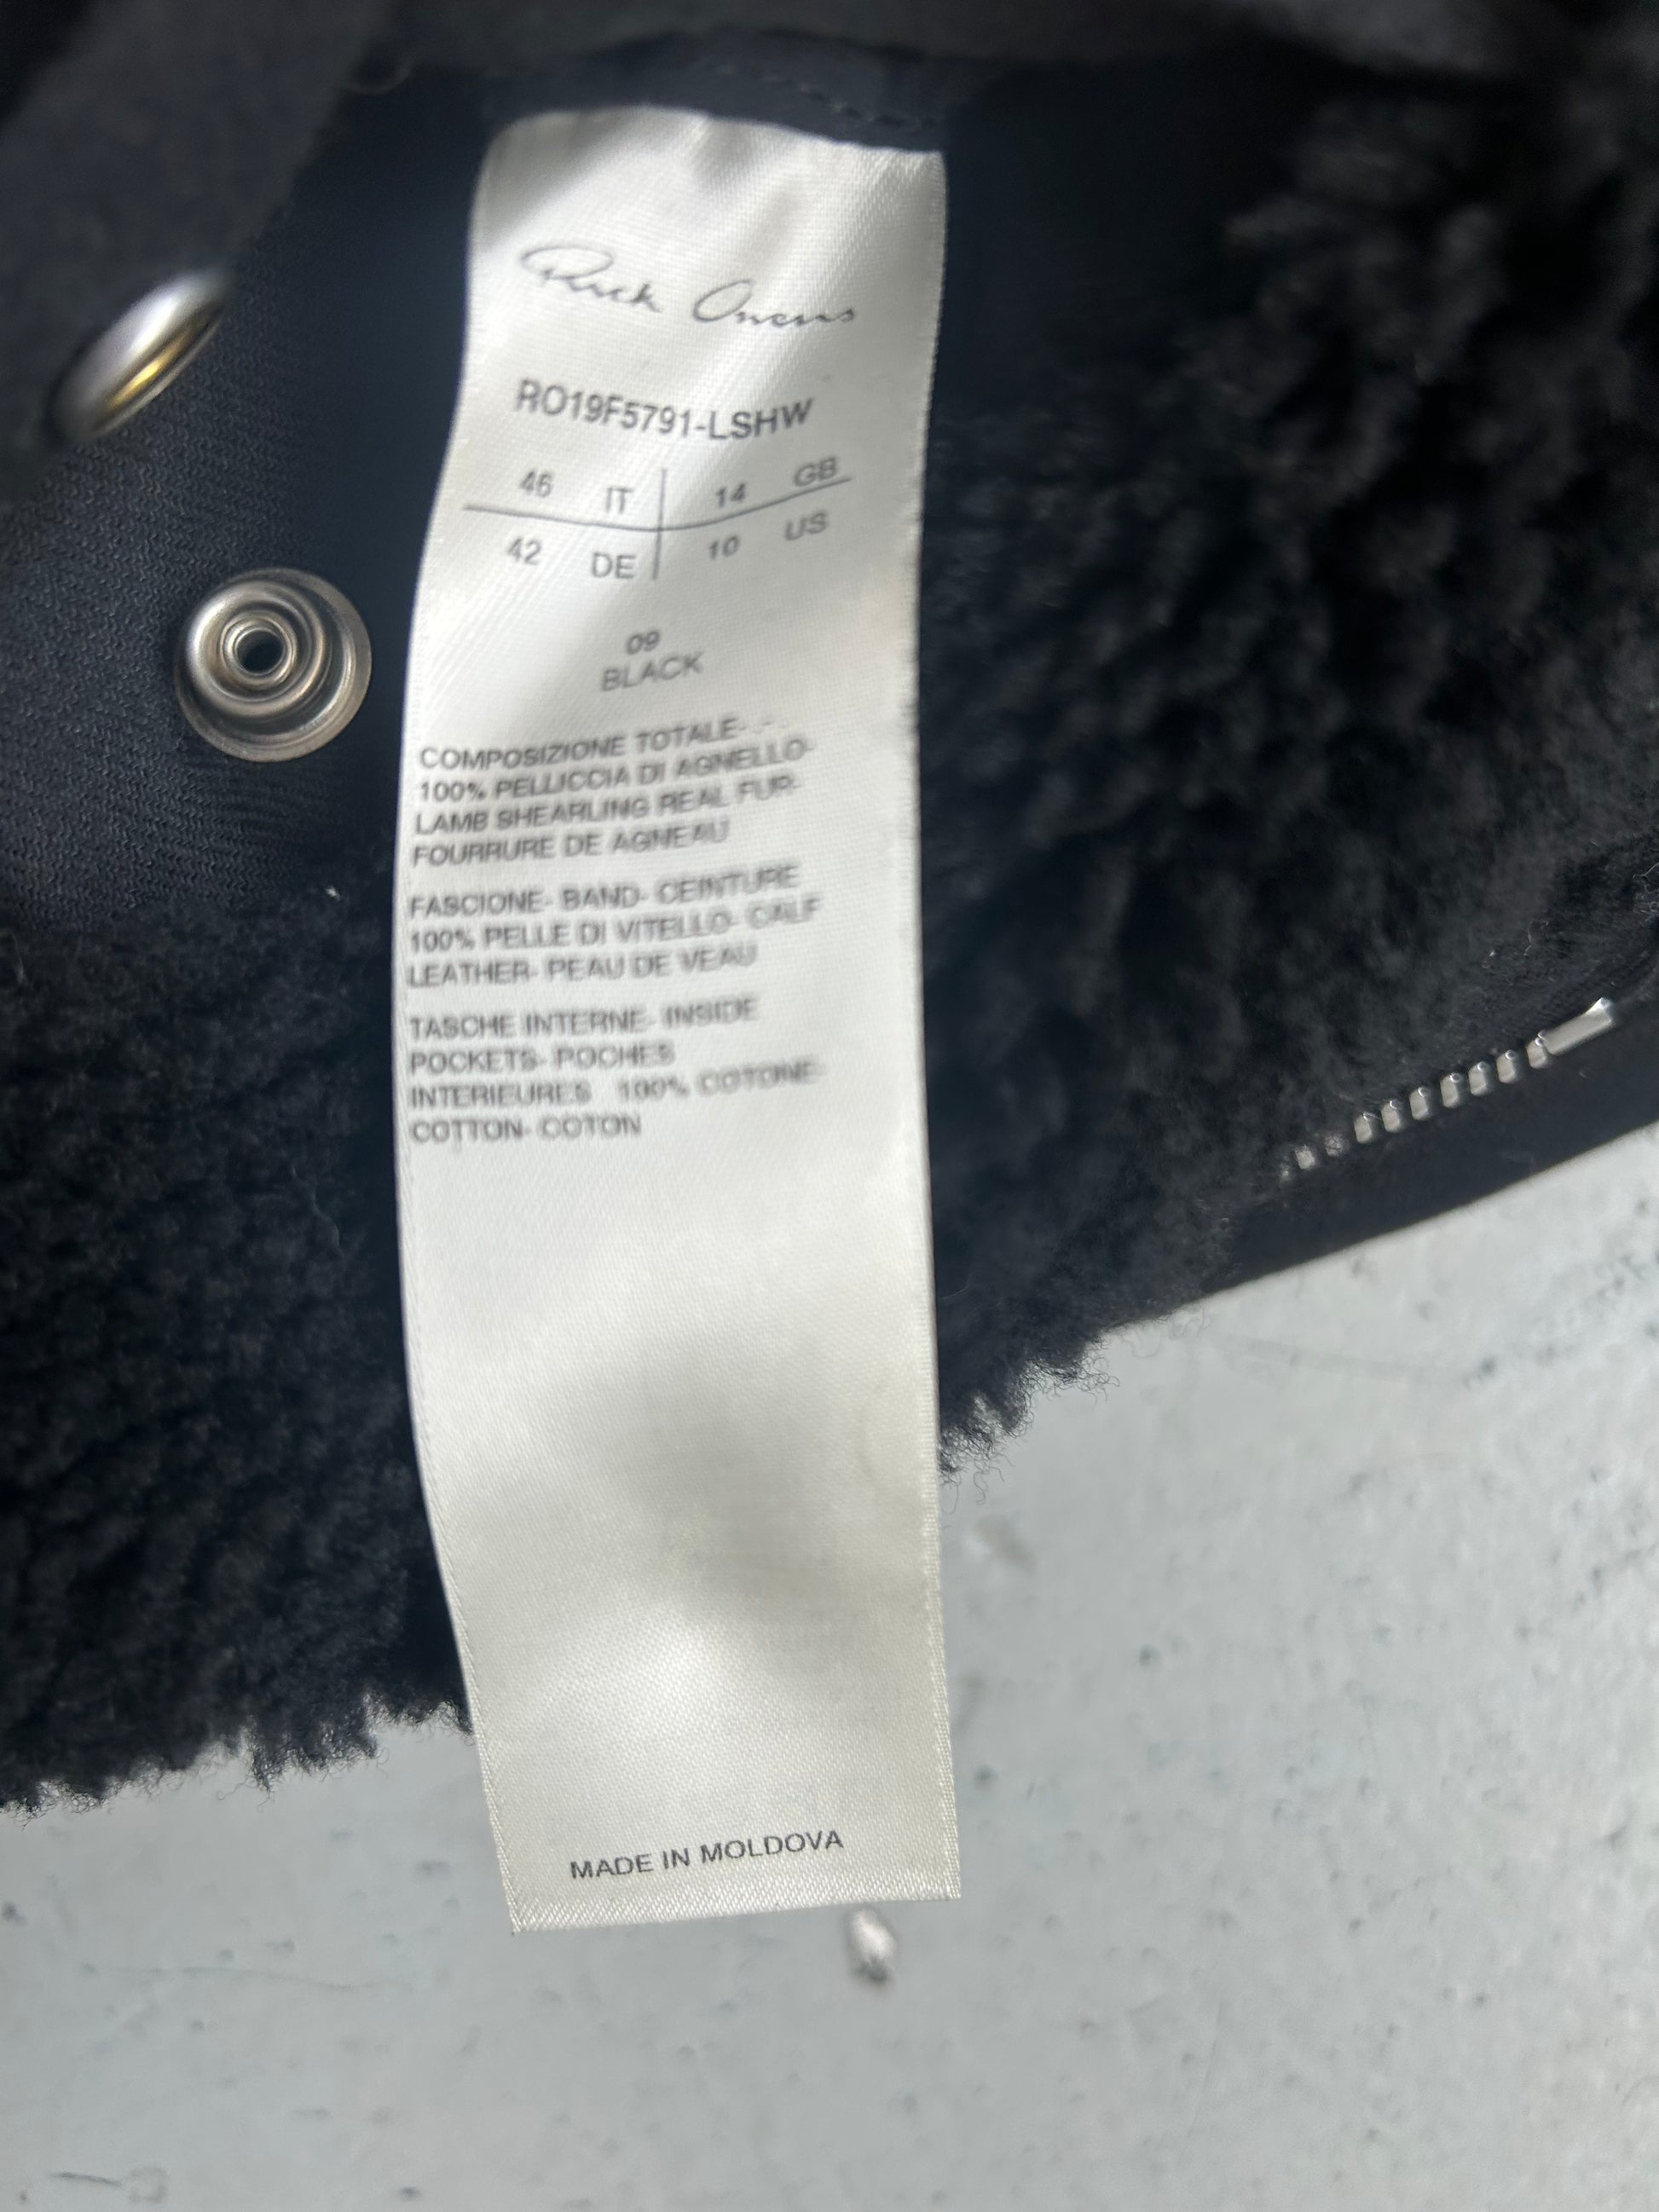 Rick Owens
RO19F5791-LSHW
46 IT 14 GB
42 DE 10 US
09
BLACK
COMPOSIZIONE TOTALE- -
100% PELLICCIA DI AGNELLO-
LAMB SHEARLING REAL FUR-
FOURRURE DE AGNEAU
FASCIONE- BAND- CEINTURE
100% PELLE DI VITELLO- CALF
LEATHER- PEAU DE VEAU
TASCHE INTERNE- INSIDE
POCKETS- POCHES
INTERIEURES 100% COTONE-
COTTON- COTON
MADE IN MOLDOVA